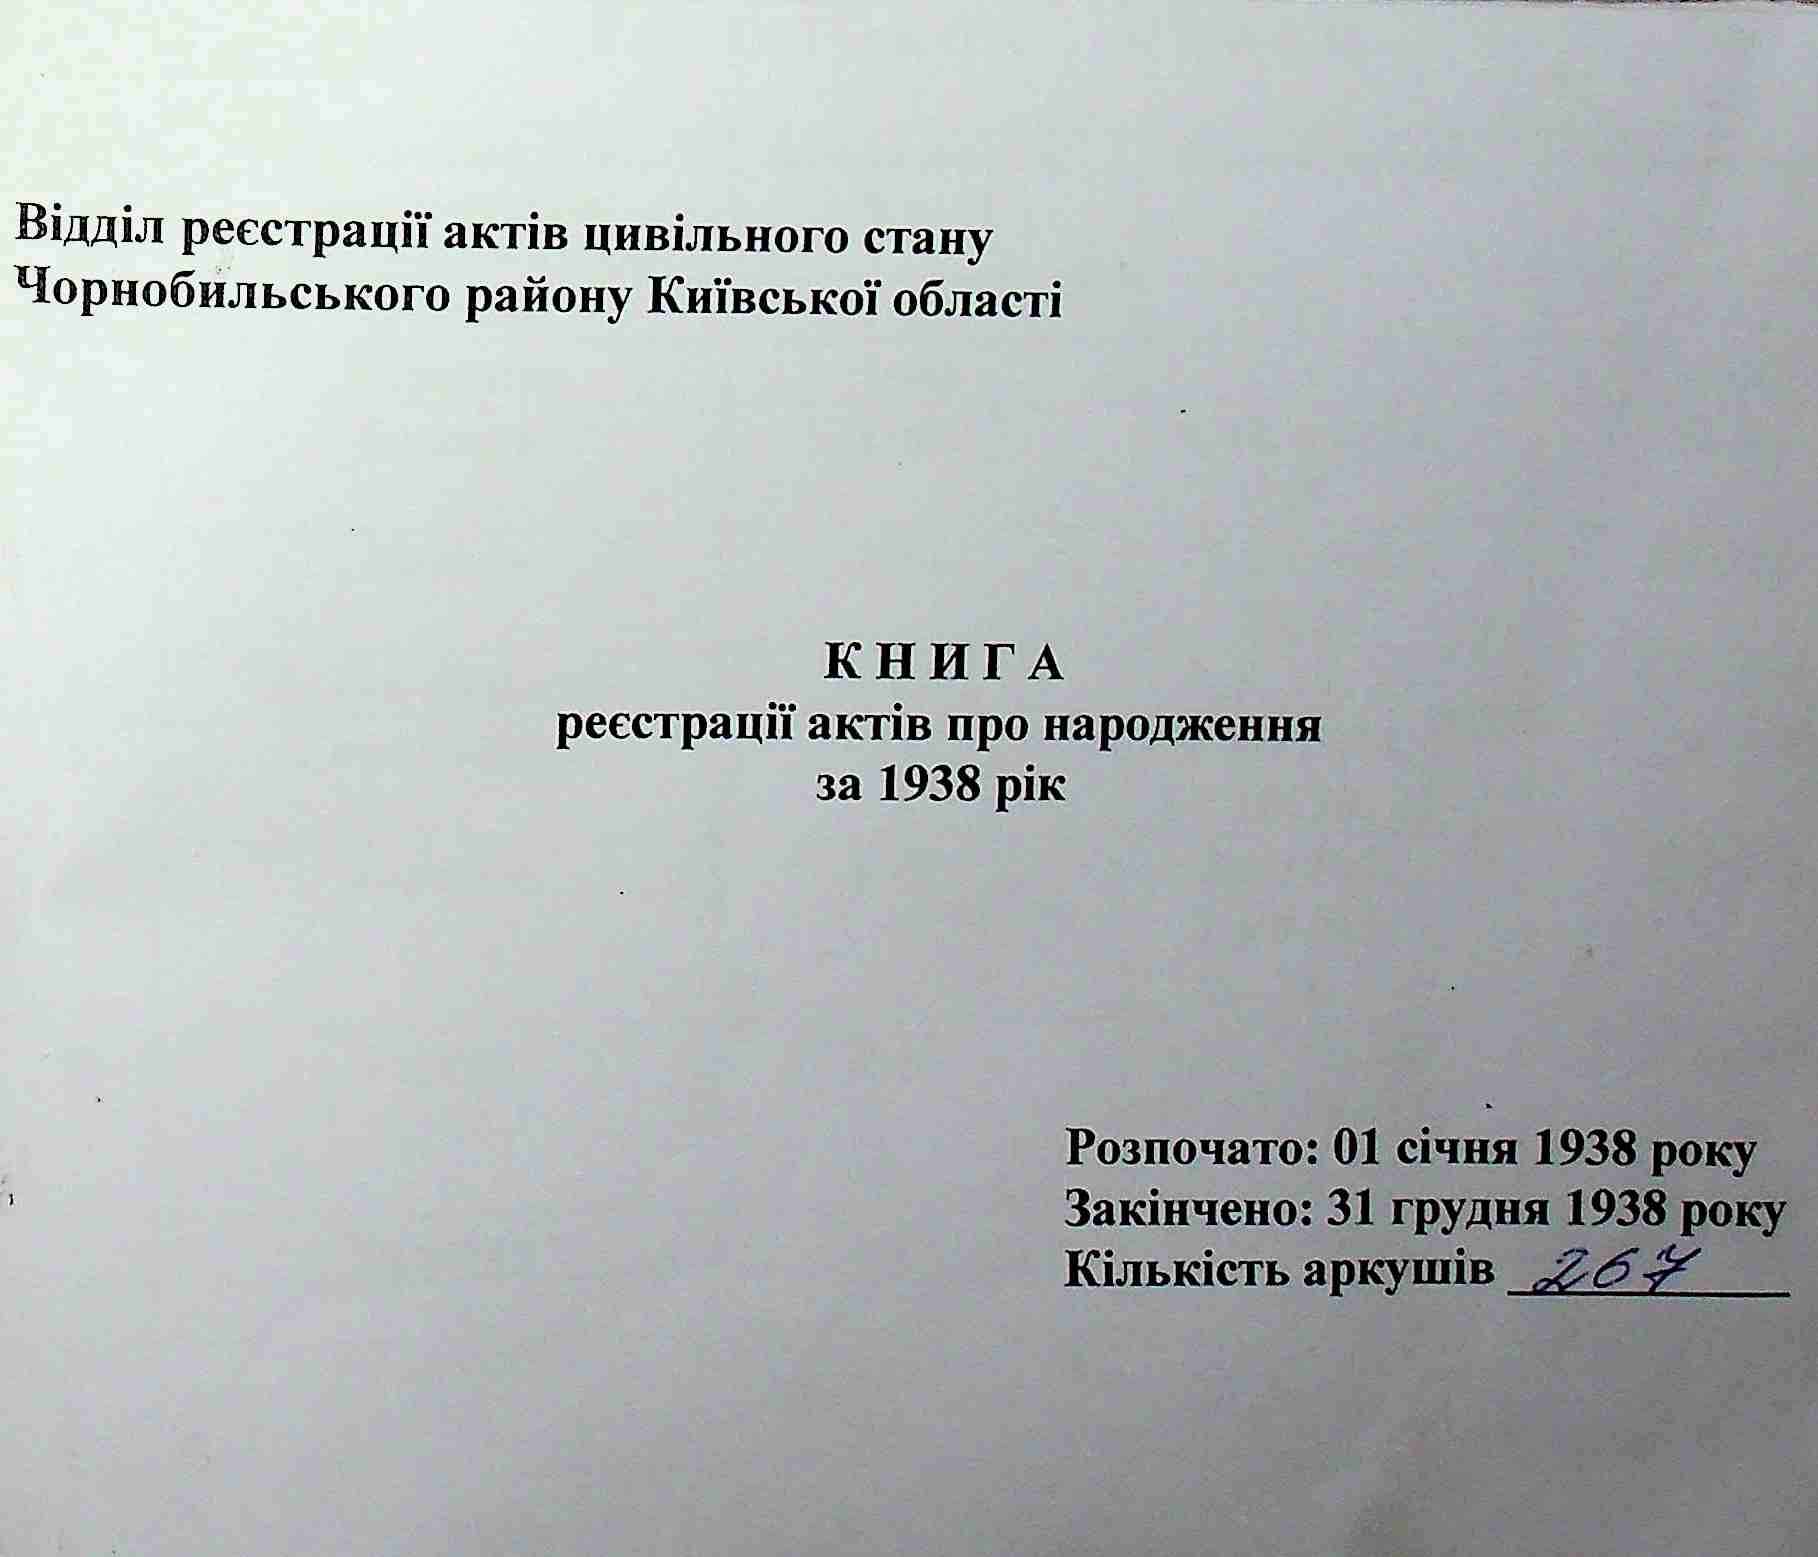 Відділ реєстрації актів цивільного стану
Чорнобильського району Київської області
К Н И Г А
реєстрації актів про народження
за 1938 рік
Розпочато: 01 січня 1938 року
Закінчено: 31 грудня 1938 року
Кількість аркушів 267